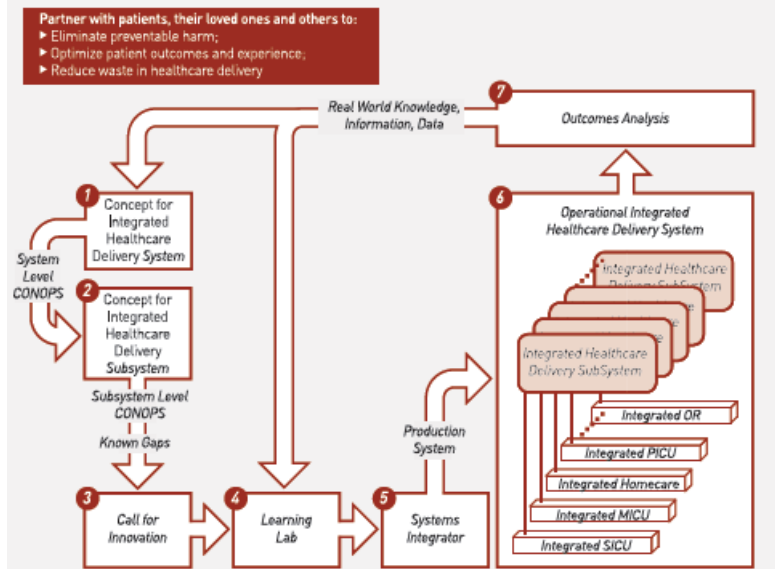 Partner with patients, their loved ones and others to:
▶ Eliminate preventable harm;
▶ Optimize patient outcomes and experience;
▶ Reduce waste in healthcare delivery
7
Real World Knowledge,
Information, Data
Outcomes Analysis
1
Concept for
Integrated
Healthcare
Delivery System
System
Level
CONOPS
2
Concept for
Integrated
Healthcare
Delivery
Subsystem
Subsystem Level
CONOPS
Known Gaps
3
Call for
Innovation
4
Learning
Lab
5
Systems
Integrator
Production
System
6
Operational Integrated
Healthcare Delivery System
Integrated Healthcare
Delivery SubSystem
Integrated Healthcare
Delivery SubSystem
Integrated OR
Integrated PICU
Integrated Homecare
Integrated MICU
Integrated SICU